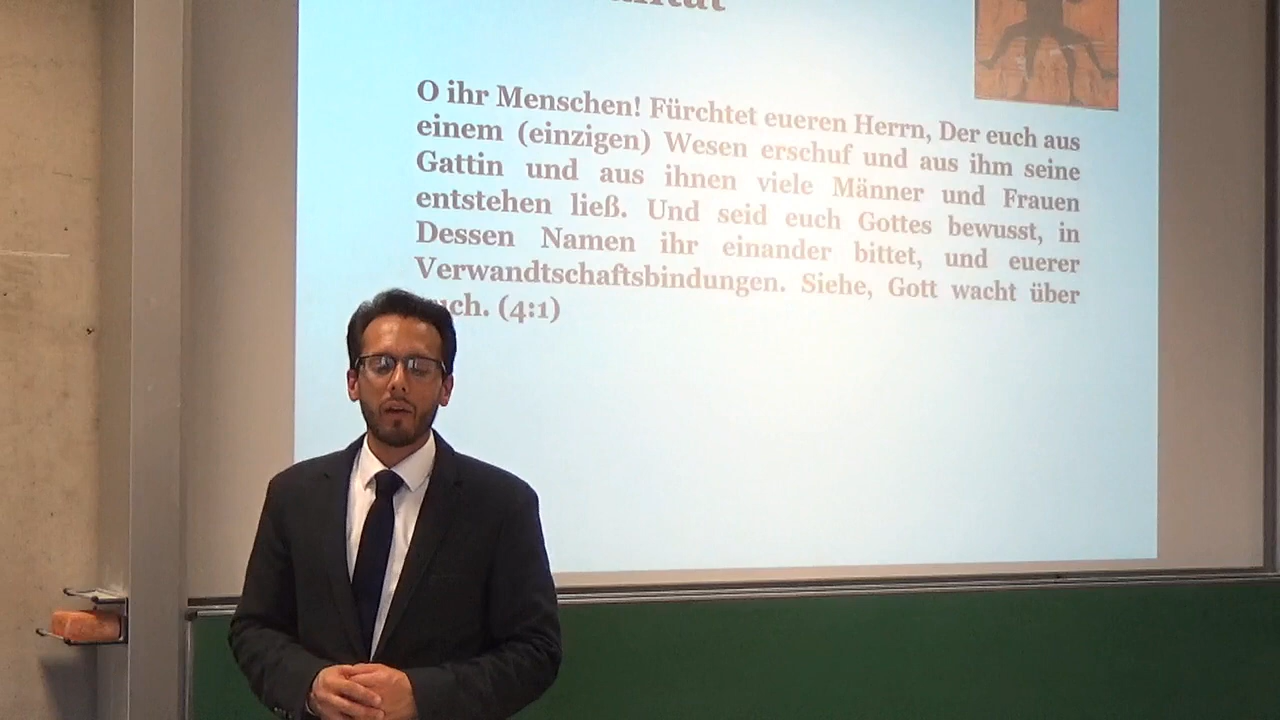 O ihr Menschen! Fürchtet eueren Herrn, Der euch aus
einem (einzigen) Wesen erschuf und aus ihm seine
Gattin und aus ihnen viele Männer und Frauen
entstehen ließ. Und seid euch Gottes bewusst, in
Dessen Namen ihr einander bittet, und euerer
Verwandtschaftsbindungen. Siehe, Gott wacht über
euch. (4:1)